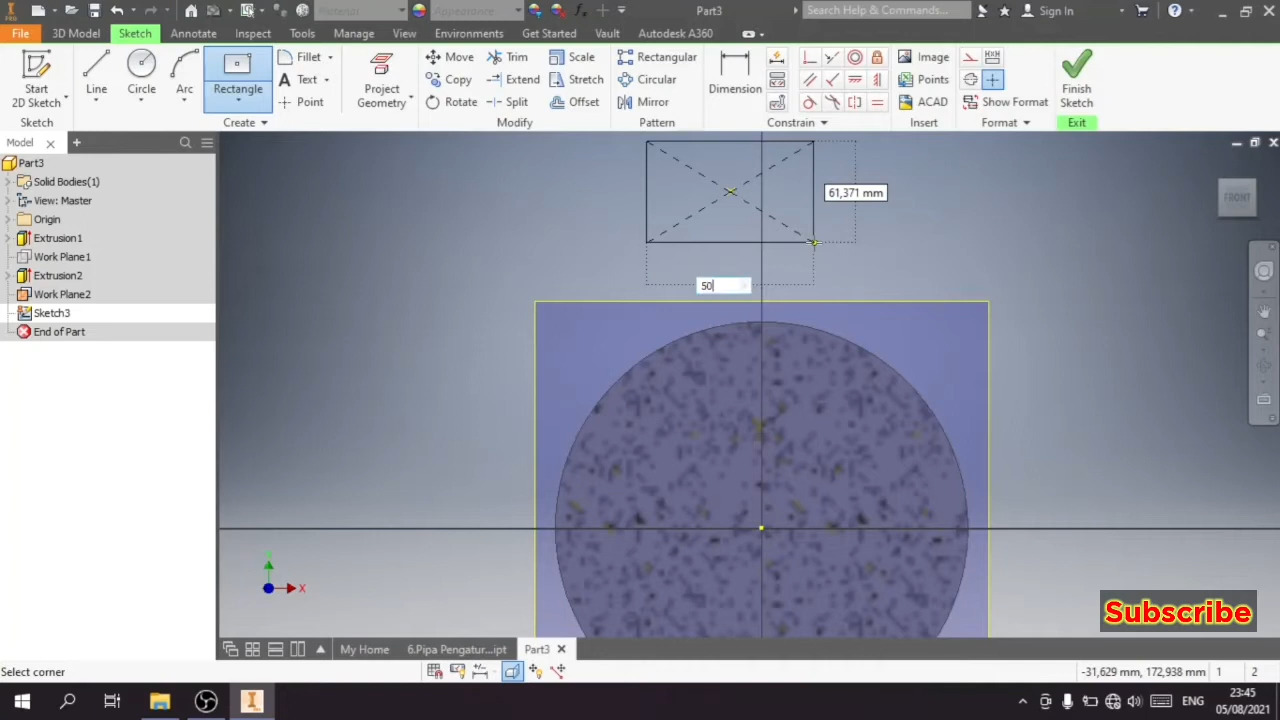 Material
Appearance
Part3
Search Help & Commands...
Sign In
PRO
File
3D Model
Sketch
Annotate
Inspect
Tools
Manage
View
Environments
Get Started
Vault
Autodesk A360
Start
2D Sketch
Line
Circle
Arc
Rectangle
Fillet
Text
Point
Project
Geometry
Move
Copy
Rotate
Trim
Extend
Split
Scale
Stretch
Offset
Rectangular
Circular
Mirror
Dimension
Image
Points
ACAD
Show Format
Finish
Sketch
Sketch
Create
Modify
Pattern
Constrain
Insert
Format
Exit
Model
Part3
Solid Bodies(1)
View: Master
Origin
Extrusion1
Work Plane1
Extrusion2
Work Plane2
Sketch3
End of Part
61,371 mm
50
FRONT
X
Subscribe
My Home
6.Pipa Pengatur...ipt
Part3
Select corner
-31,629 mm, 172,938 mm
1
2
ENG
23:45
05/08/2021